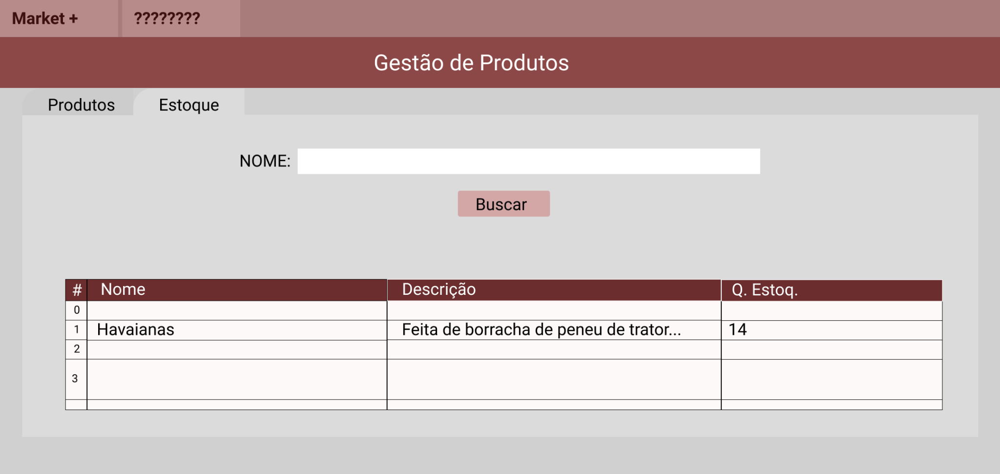 Market + ????????
Gestão de Produtos
Produtos Estoque
NOME:
Buscar
# Nome Descrição Q. Estoq.
0
1 Havaianas Feita de borracha de peneu de trator... 14
2
3